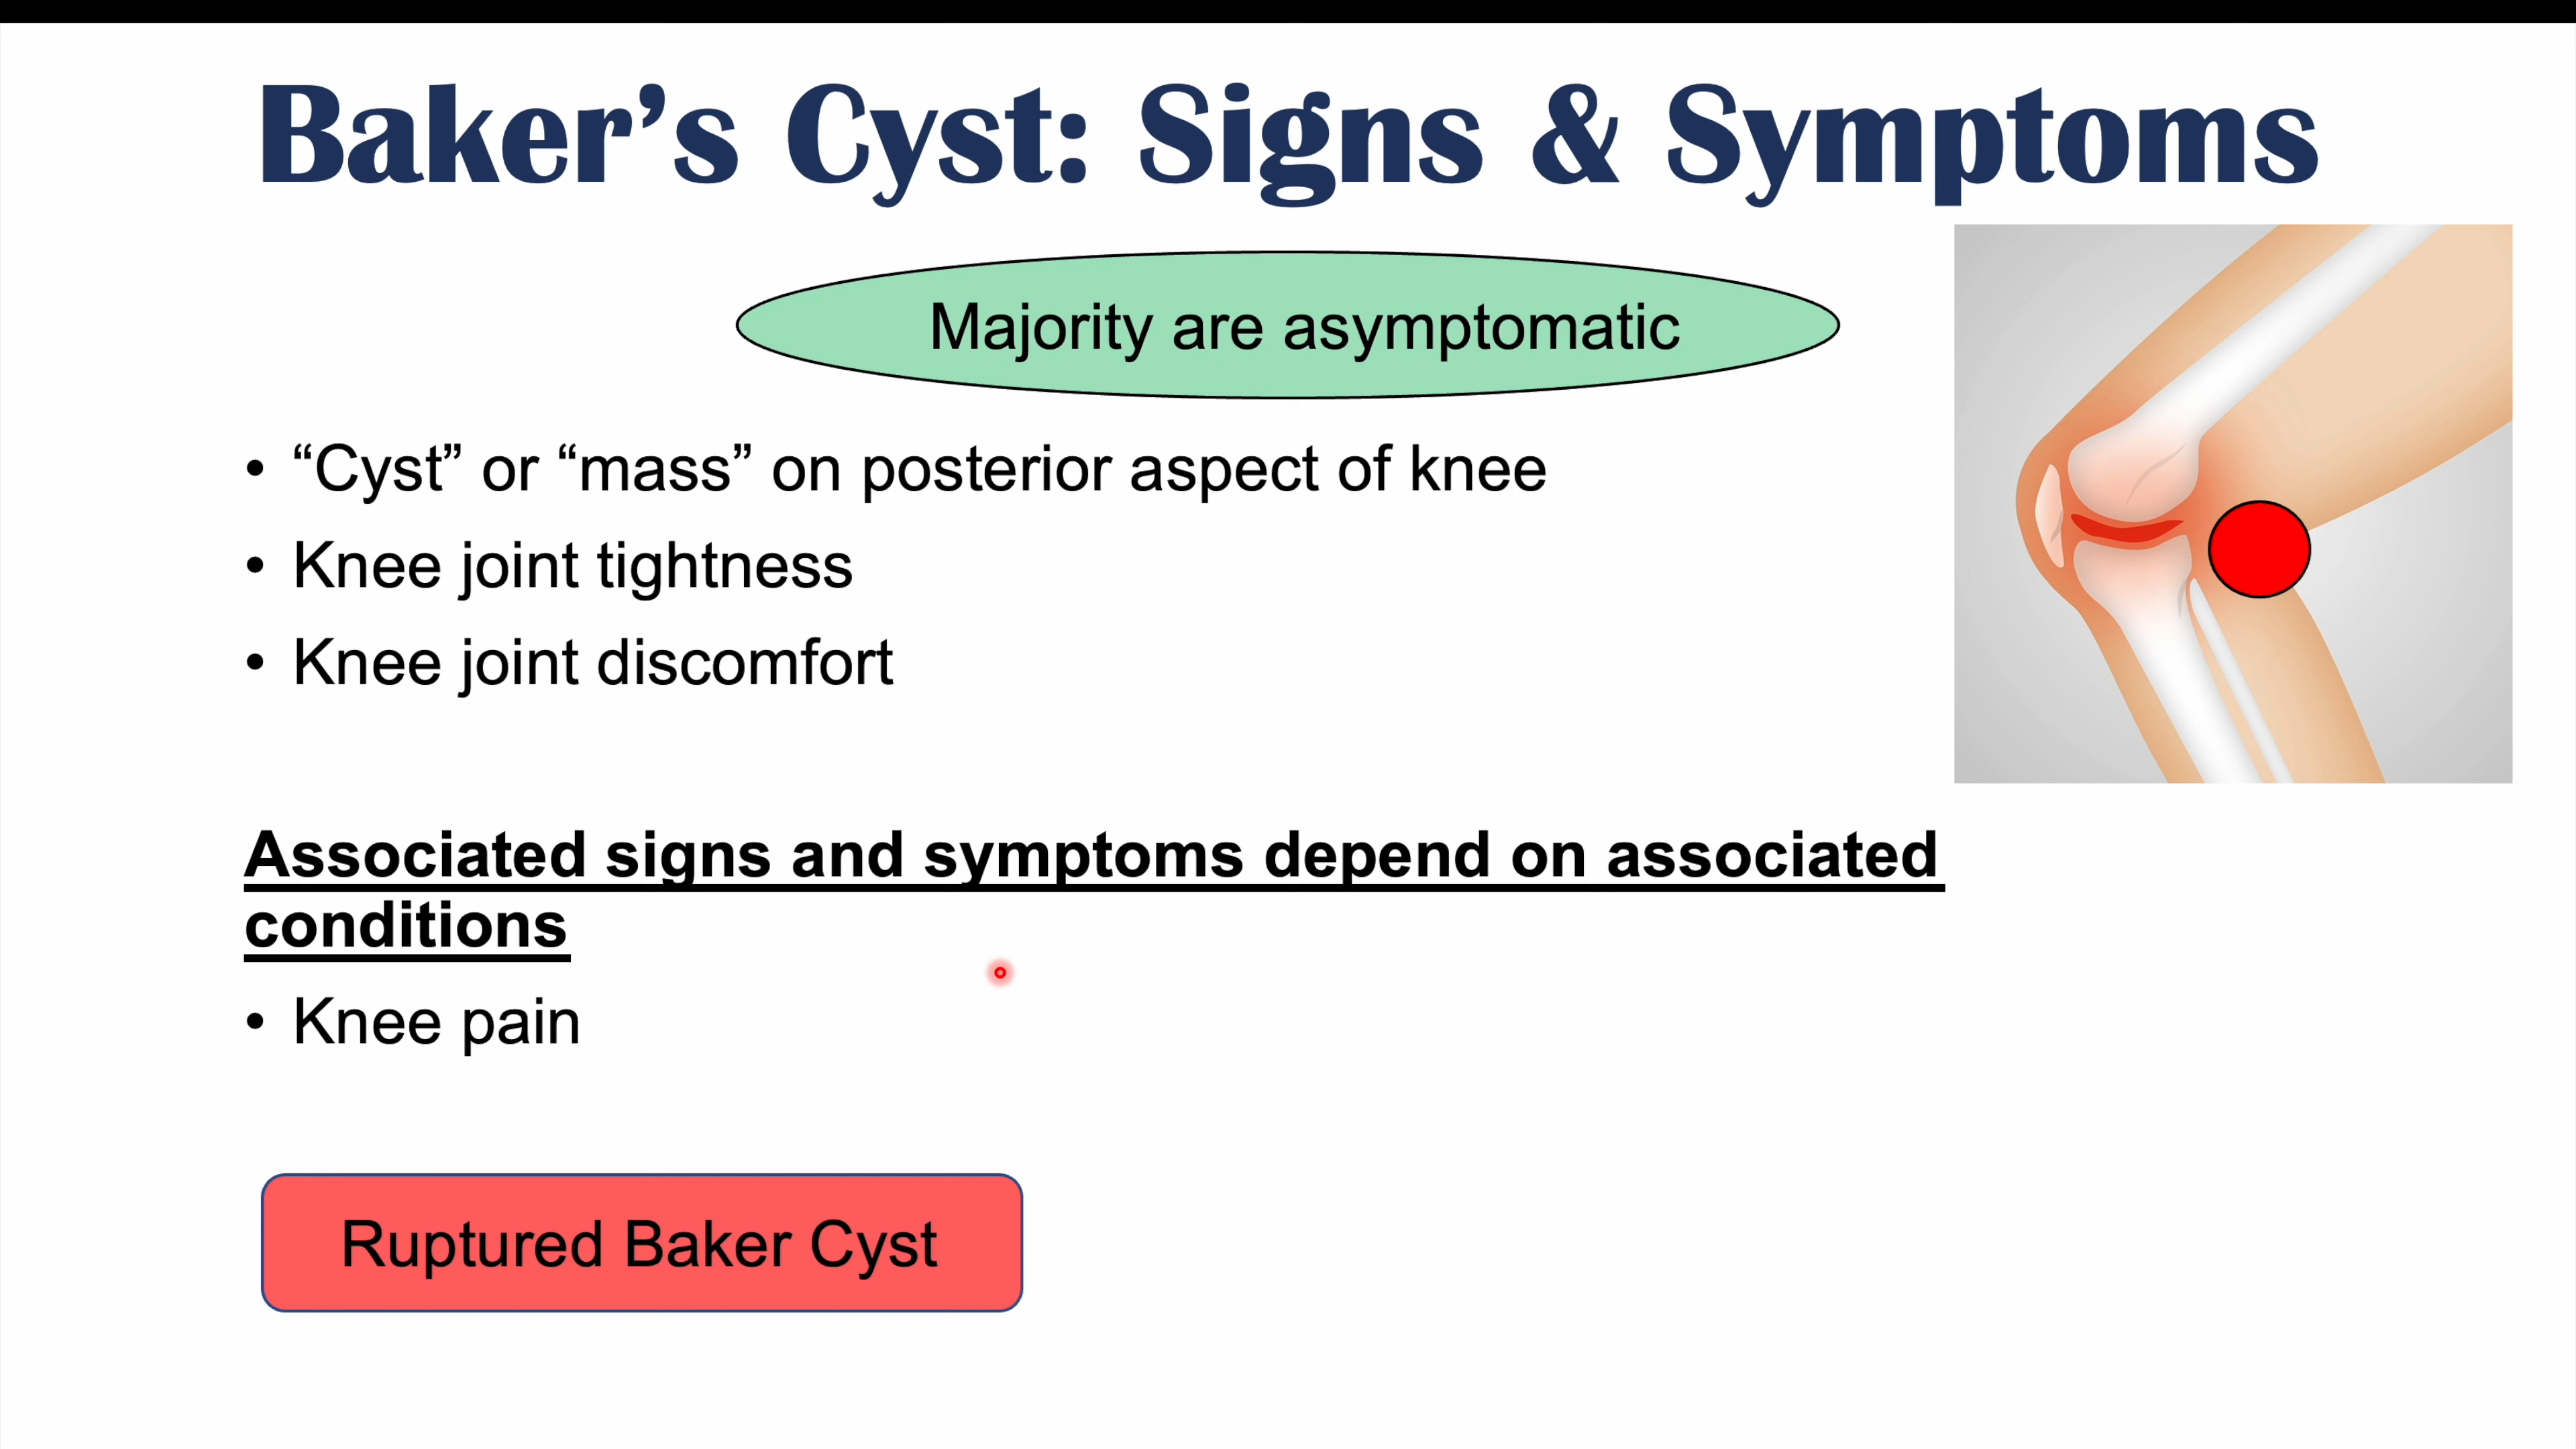 Baker’s Cyst: Signs & Symptoms
Majority are asymptomatic
• “Cyst” or “mass” on posterior aspect of knee
• Knee joint tightness
• Knee joint discomfort
Associated signs and symptoms depend on associated
conditions
• Knee pain
Ruptured Baker Cyst